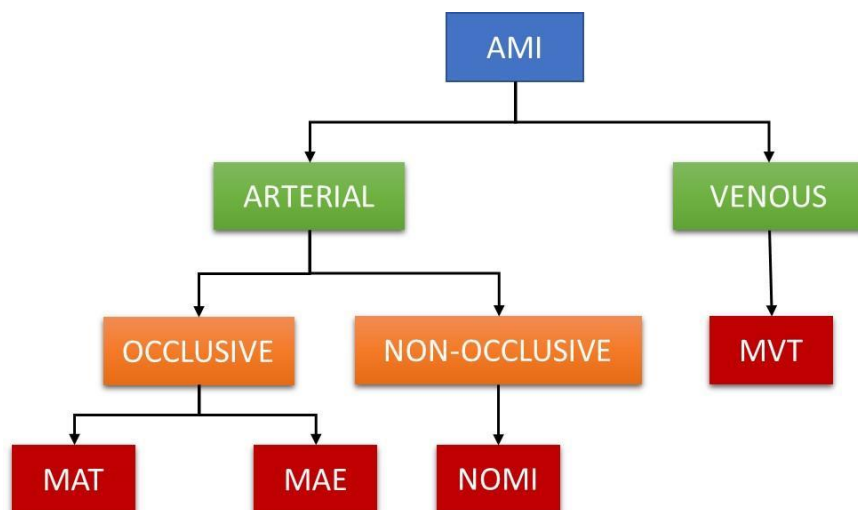 AMI
ARTERIAL
VENOUS
OCCLUSIVE
NON-OCCLUSIVE
MVT
MAT
MAE
NOMI